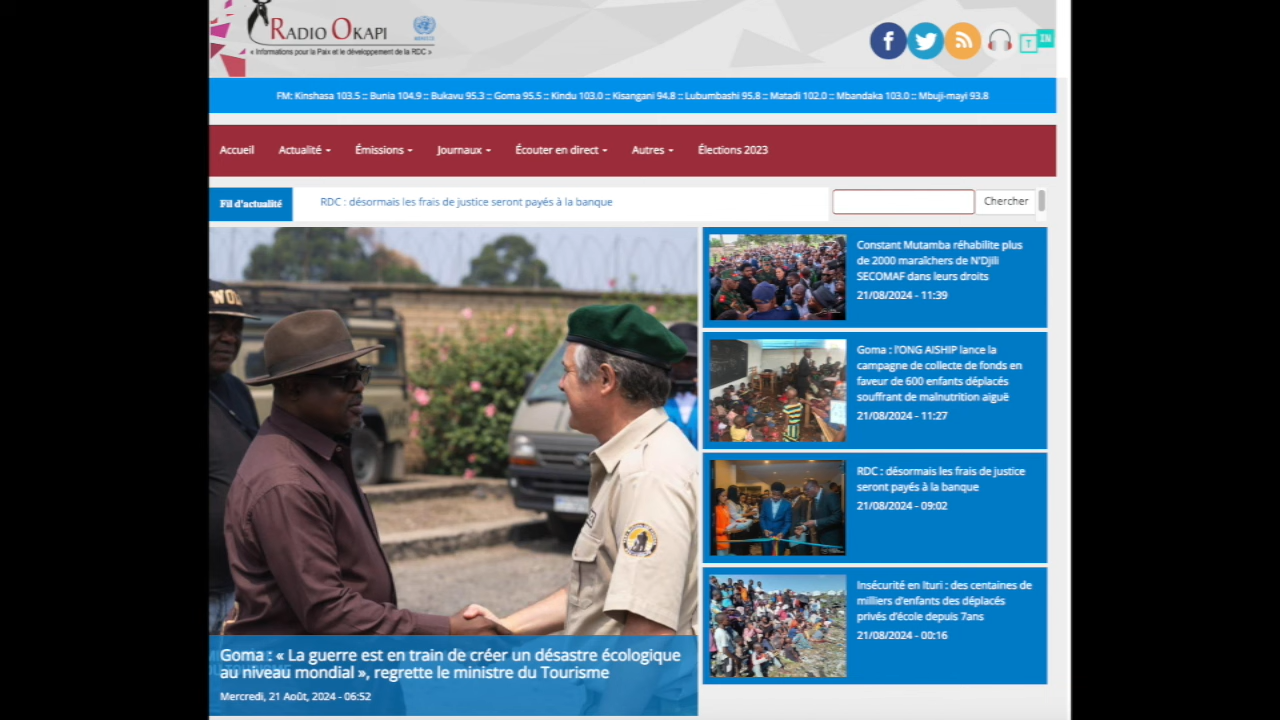 RADIO OKAPI
« Informations pour la Paix et le développement de la RDC »
T IN
FM: Kinshasa 103.5 :: Bunia 104.9 :: Bukavu 95.3 :: Goma 95.5 :: Kindu 103.0 :: Kisangani 94.8 :: Lubumbashi 95.8 :: Matadi 102.0 :: Mbandaka 103.0 :: Mbuji-mayi 93.8
Accueil Actualité Émissions Journaux Écouter en direct Autres Élections 2023
Fil d'actualité RDC : désormais les frais de justice seront payés à la banque Chercher
Goma : « La guerre est en train de créer un désastre écologique
au niveau mondial », regrette le ministre du Tourisme
Mercredi, 21 Août, 2024 - 06:52
Constant Mutamba réhabilite plus
de 2000 maraîchers de N'Djili
SECOMAF dans leurs droits
21/08/2024 - 11:39
Goma : l'ONG AISHIP lance la
campagne de collecte de fonds en
faveur de 600 enfants déplacés
souffrant de malnutrition aiguë
21/08/2024 - 11:27
RDC : désormais les frais de justice
seront payés à la banque
21/08/2024 - 09:02
Insécurité en Ituri : des centaines de
milliers d'enfants des déplacés
privés d'école depuis 7ans
21/08/2024 - 00:16